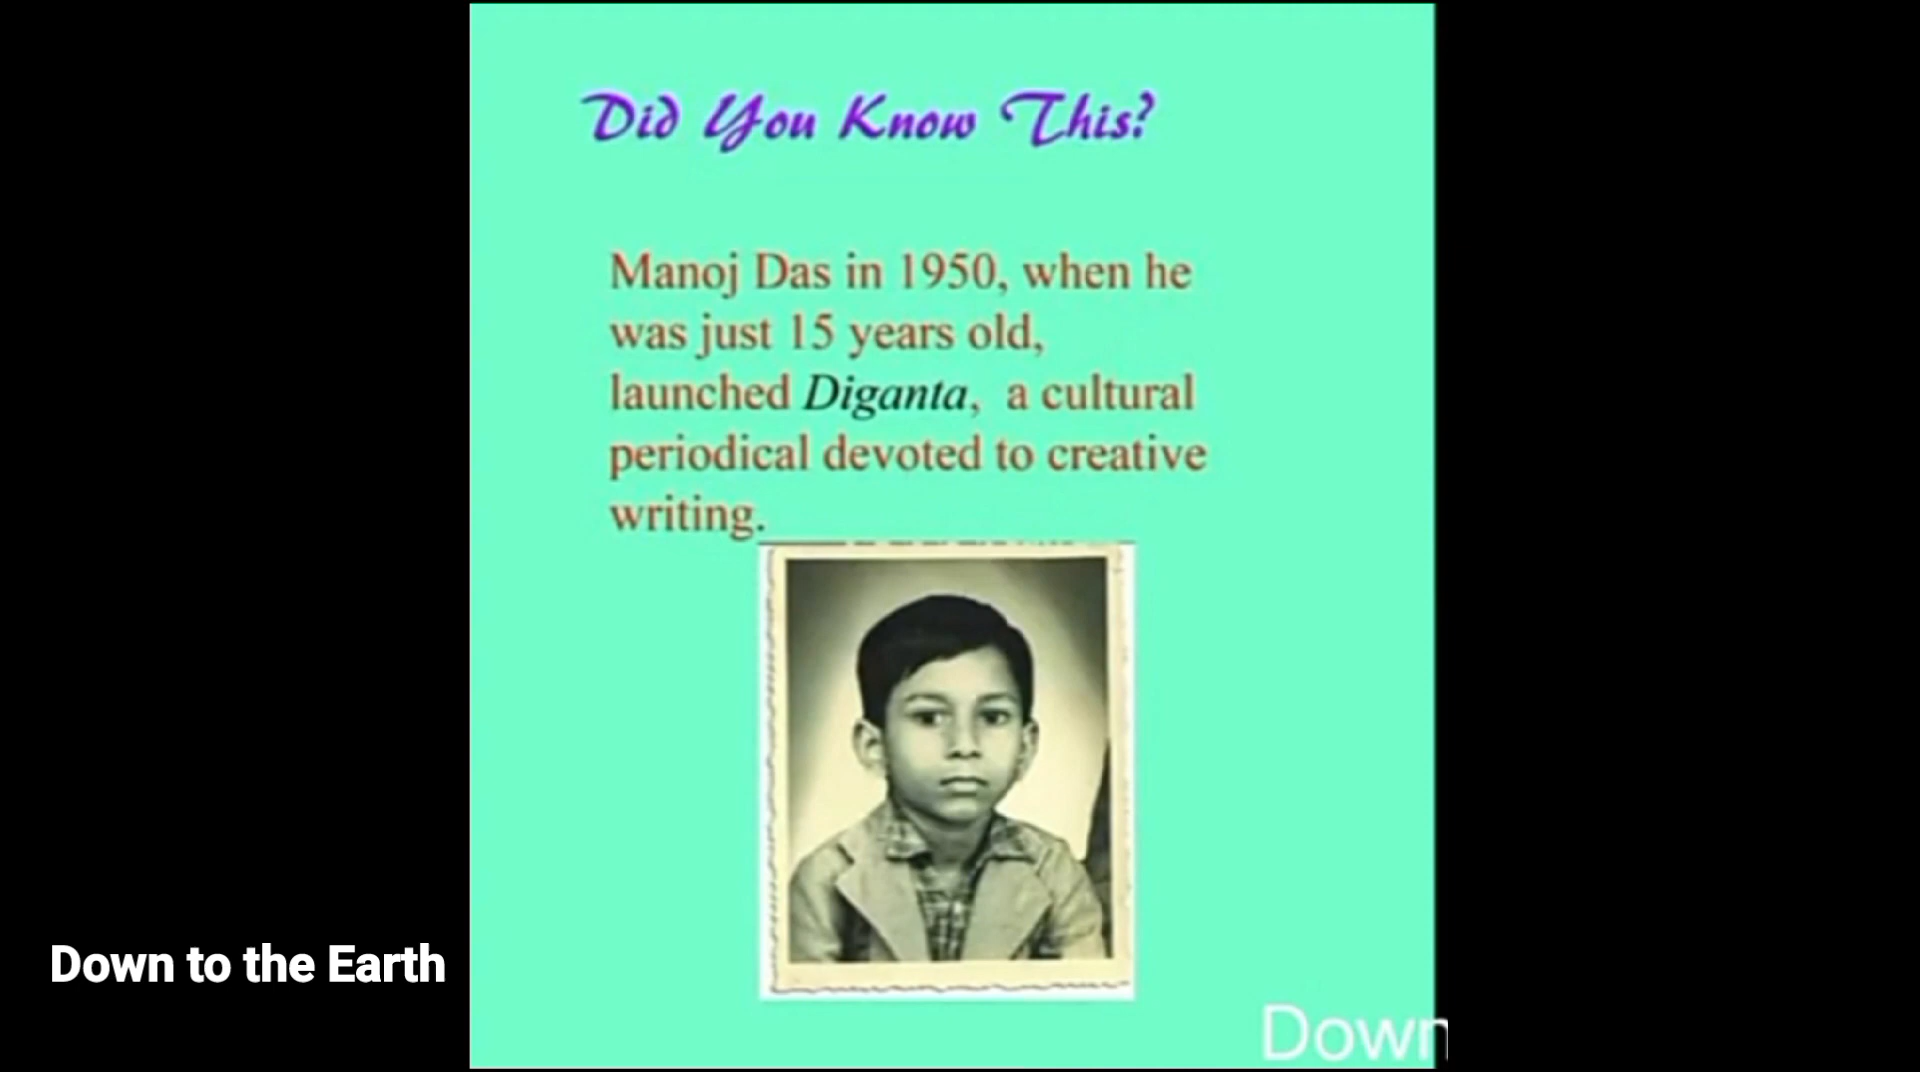 Did You Know This?
Manoj Das in 1950, when he
was just 15 years old,
launched Diganta, a cultural
periodical devoted to creative
writing.
Down to the Earth
Down